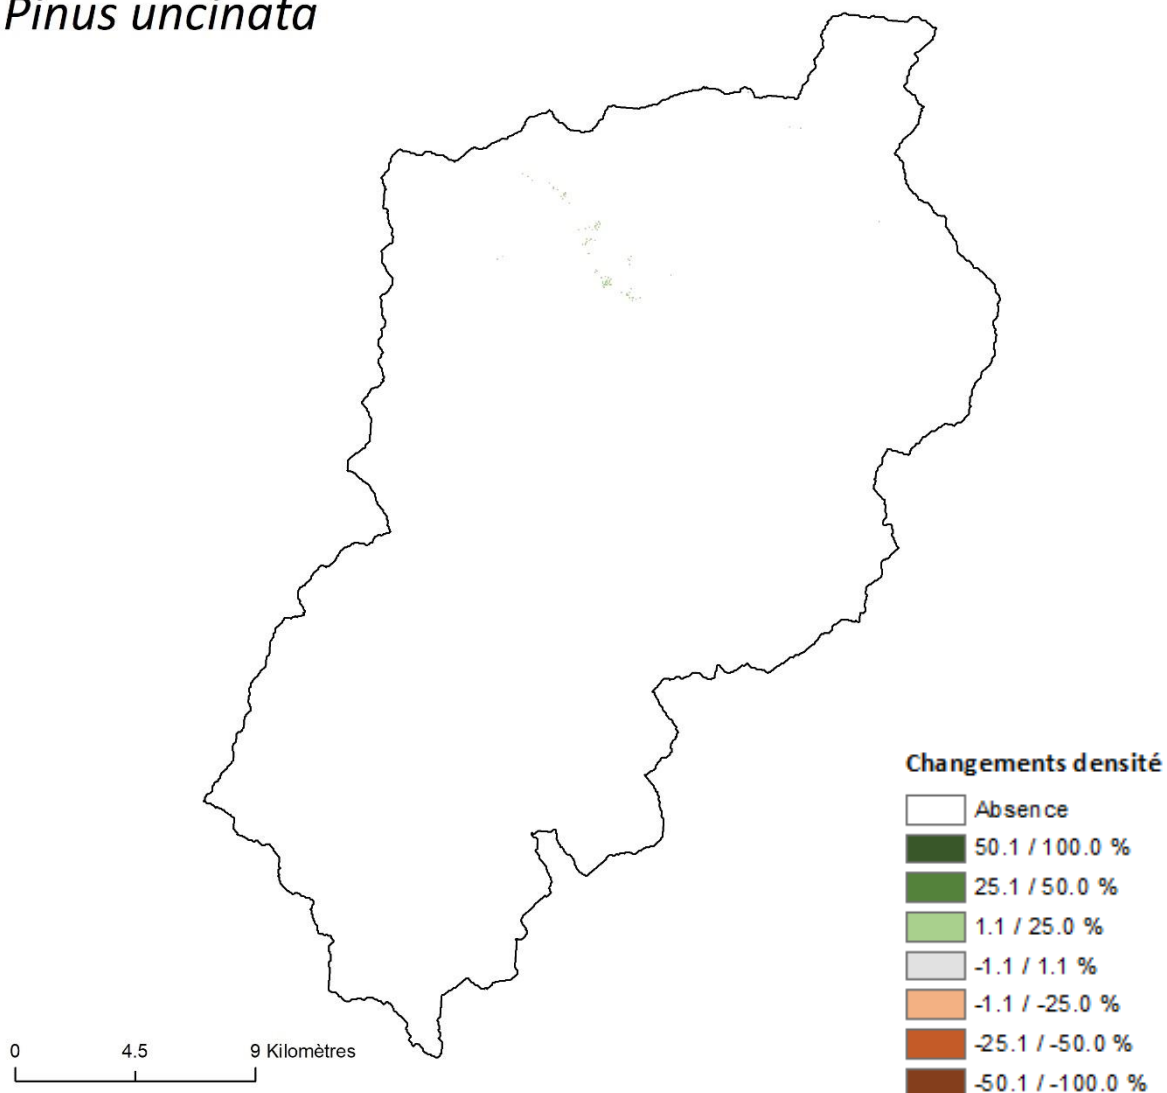 Pinus uncinata
Changements densité
Absence
50.1 / 100.0 %
25.1 / 50.0 %
1.1 / 25.0 %
-1.1 / 1.1 %
-1.1 / -25.0 %
-25.1 / -50.0 %
-50.1 / -100.0 %
0 4.5 9 Kilomètres